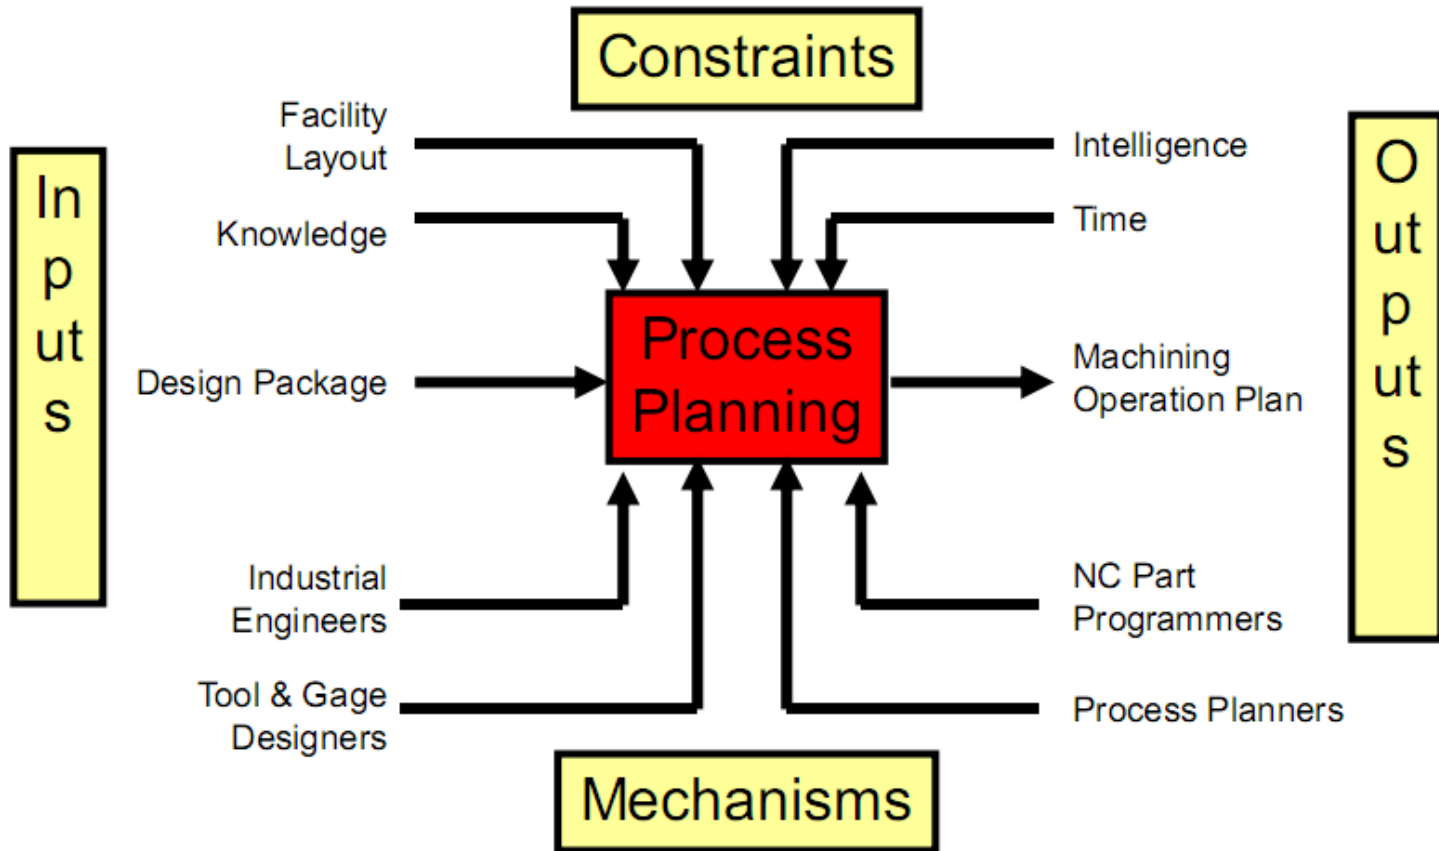 Constraints
Facility
Layout
Knowledge
Intelligence
Time
In
p
ut
s
O
ut
p
ut
s
Design Package
Process
Planning
Machining
Operation Plan
Industrial
Engineers
NC Part
Programmers
Tool & Gage
Designers
Process Planners
Mechanisms